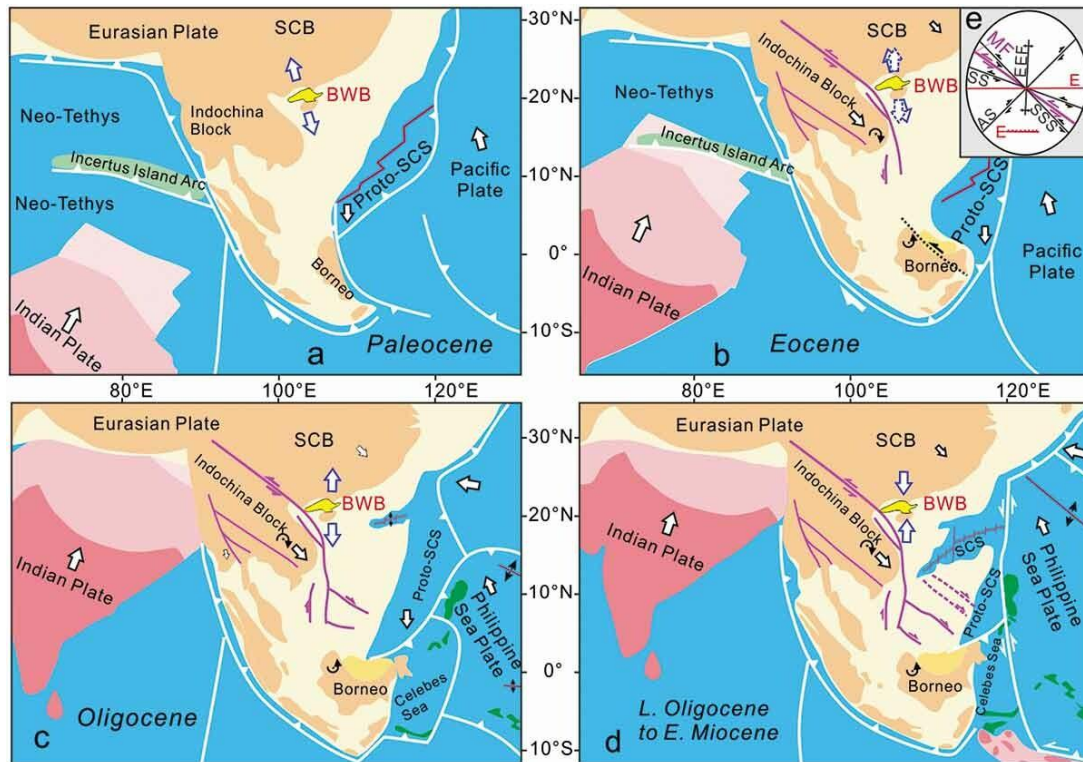 Eurasian Plate
SCB
Indochina
Block
BWB
Neo-Tethys
Incertus Island Arc
Neo-Tethys
Proto-SCS
Pacific
Plate
Borneo
Indian Plate
a
Paleocene
30°N
20°N
10°N
0°
10°S
80°E
100°E
120°E
SCB
Indochina Block
BWB
Neo-Tethys
Incertus Island Arc
Proto-SCS
Pacific
Plate
Borneo
Indian Plate
b
Eocene
e
MF
EEF
SS
E
AS
SSS
E
80°E
100°E
120°E
Eurasian Plate
SCB
Indochina Block
BWB
Proto-SCS
Philippine
Sea Plate
Indian Plate
Borneo
Celebes
Sea
c
Oligocene
30°N
20°N
10°N
0°
10°S
Eurasian Plate
SCB
Indochina Block
BWB
SCS
Proto-SCS
Philippine
Sea Plate
Indian Plate
Borneo
Celebes Sea
d
L. Oligocene
to E. Miocene